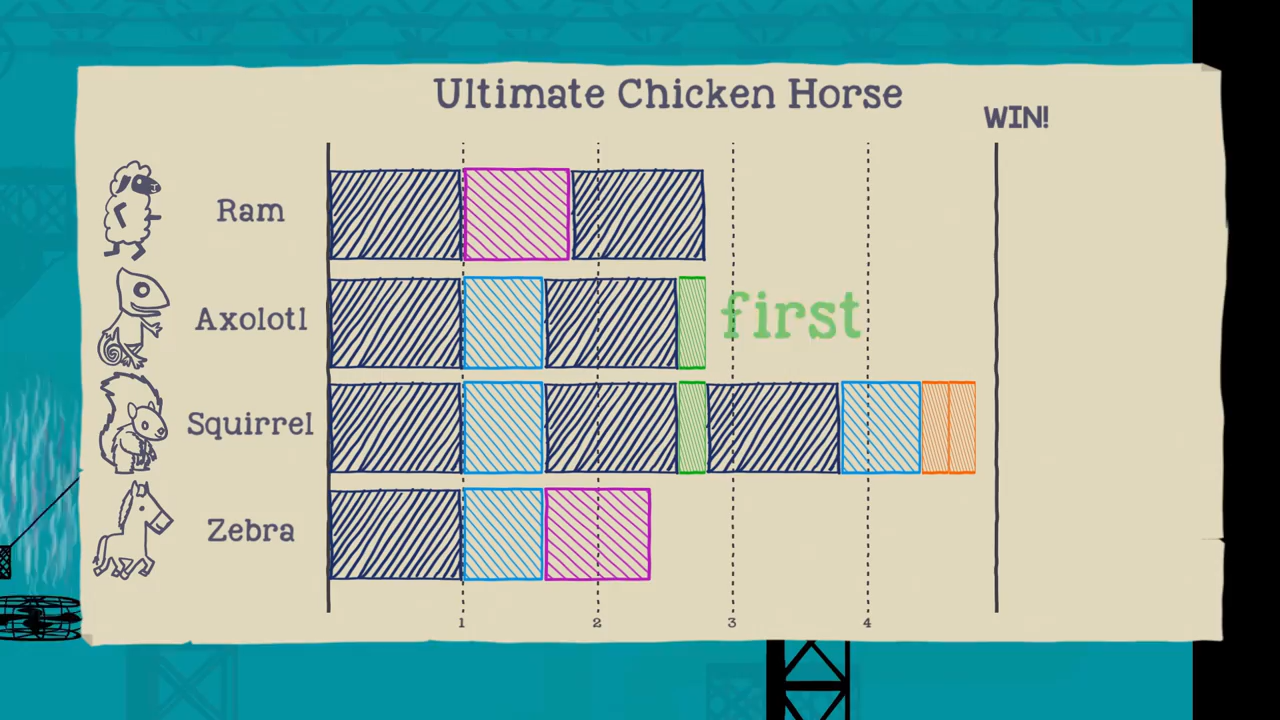 Ultimate Chicken Horse
WIN!
Ram
Axolotl first
Squirrel
Zebra
1 2 3 4